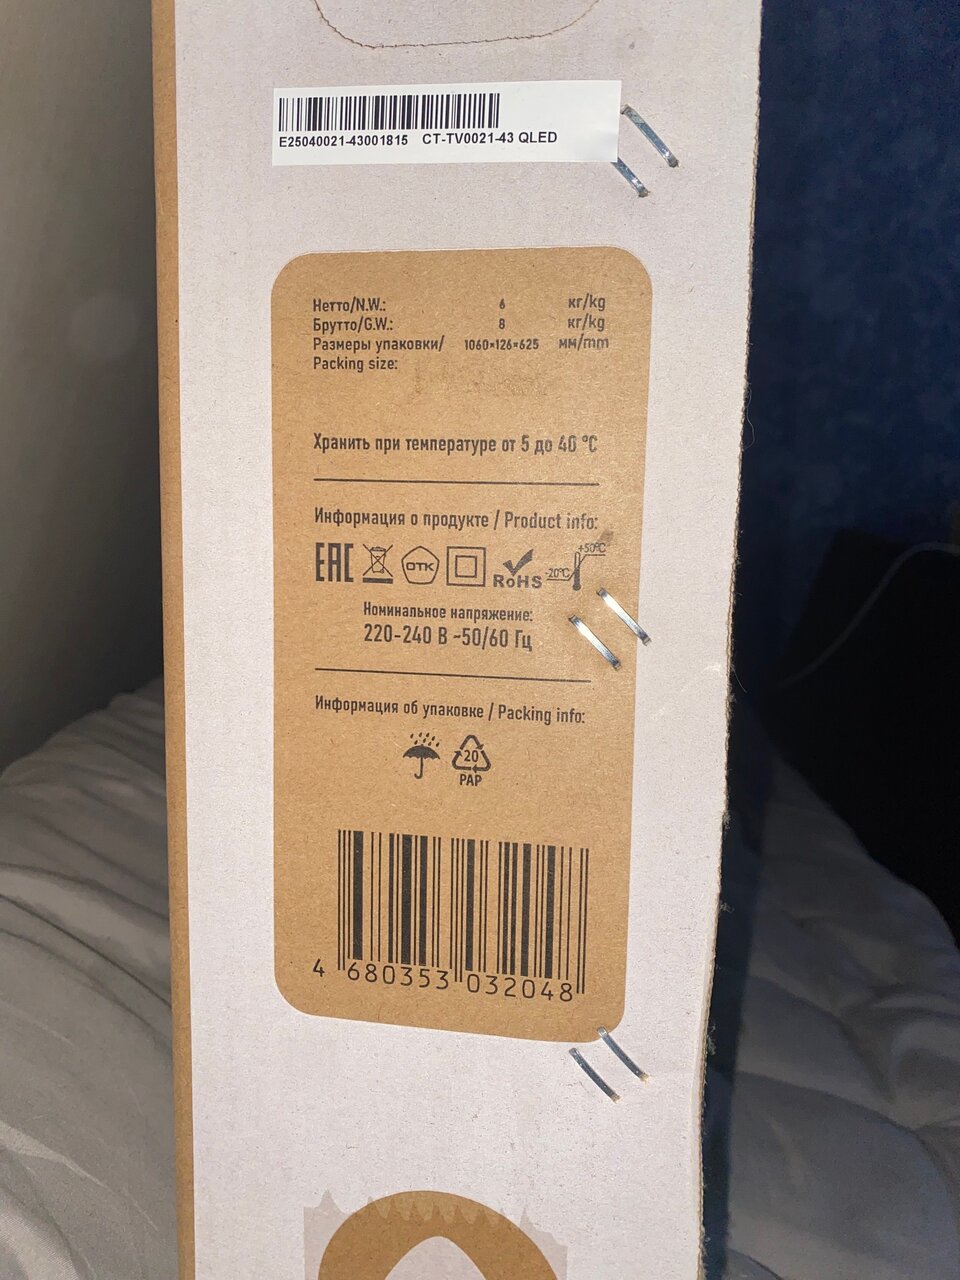 E25040021-43001815 CT-TV0021-43 QLED
Нетто/N.W.: 6 кг/kg
Брутто/G.W.: 8 кг/kg
Размеры упаковки/ 1060×126×625 мм/mm
Packing size:
Хранить при температуре от 5 до 40 °C
Информация о продукте / Product info:
EAC ОТК RoHS -20°C +50°C
Номинальное напряжение:
220-240 В ~50/60 Гц
Информация об упаковке / Packing info:
20
PAP
4 680353 032048